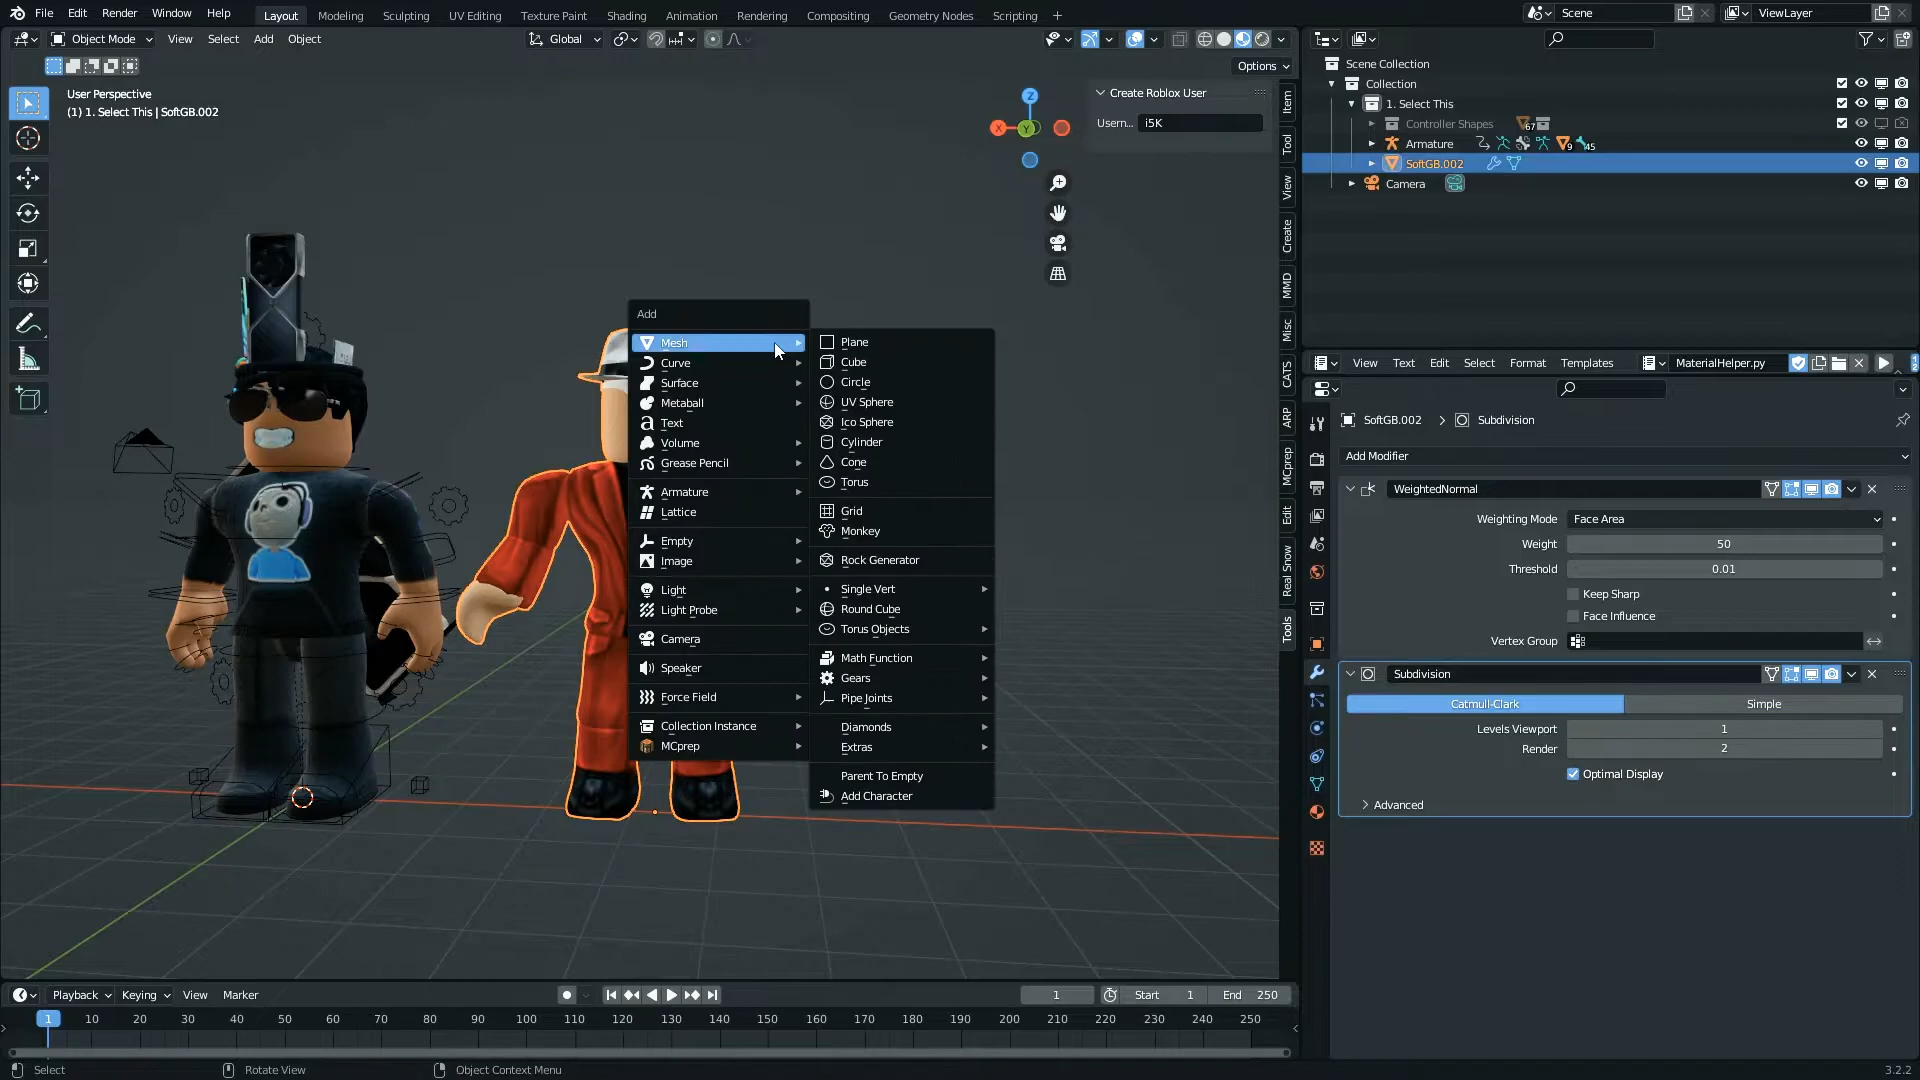 File Edit Render Window Help Layout Modeling Sculpting UV Editing Texture Paint Shading Animation Rendering Compositing Geometry Nodes Scripting + Scene ViewLayer
Object Mode View Select Add Object Global
Options
User Perspective
(1) 1. Select This | SoftGB.002
Z
X
Y
Create Roblox User
Usern... i5K
Item
Tool
View
Create
MMD
Misc
CATS
ARP
MCprep
Edit
Real Snow
Tools
Add
Mesh
Curve
Surface
Metaball
Text
Volume
Grease Pencil
Armature
Lattice
Empty
Image
Light
Light Probe
Camera
Speaker
Force Field
Collection Instance
MCprep
Plane
Cube
Circle
UV Sphere
Ico Sphere
Cylinder
Cone
Torus
Grid
Monkey
Rock Generator
Single Vert
Round Cube
Torus Objects
Math Function
Gears
Pipe Joints
Diamonds
Extras
Parent To Empty
Add Character
Scene Collection
Collection
1. Select This
Controller Shapes 67
Armature 9 45
SoftGB.002
Camera
View Text Edit Select Format Templates MaterialHelper.py
SoftGB.002 > Subdivision
Add Modifier
WeightedNormal
Weighting Mode Face Area
Weight 50
Threshold 0.01
Keep Sharp
Face Influence
Vertex Group
Subdivision
Catmull-Clark Simple
Levels Viewport 1
Render 2
Optimal Display
Advanced
Playback Keying View Marker 1 Start 1 End 250
1 10 20 30 40 50 60 70 80 90 100 110 120 130 140 150 160 170 180 190 200 210 220 230 240 250
Select Rotate View Object Context Menu 3.2.2